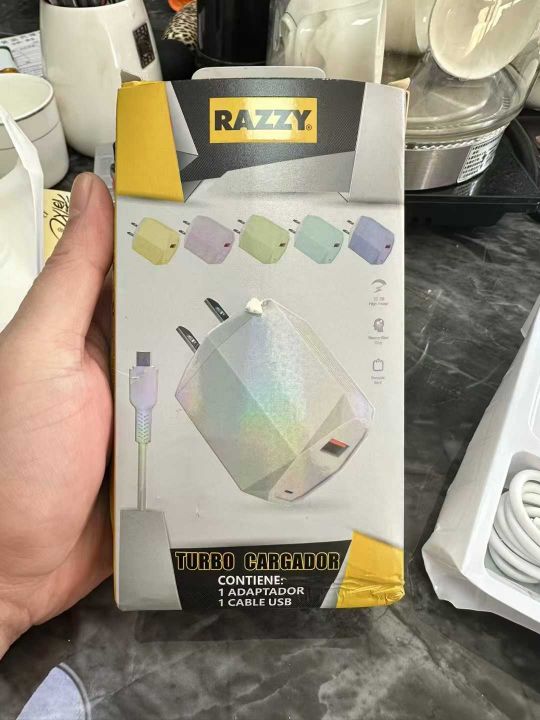 RAZZY®
TURBO CARGADOR
CONTIENE:
1 ADAPTADOR
1 CABLE USB